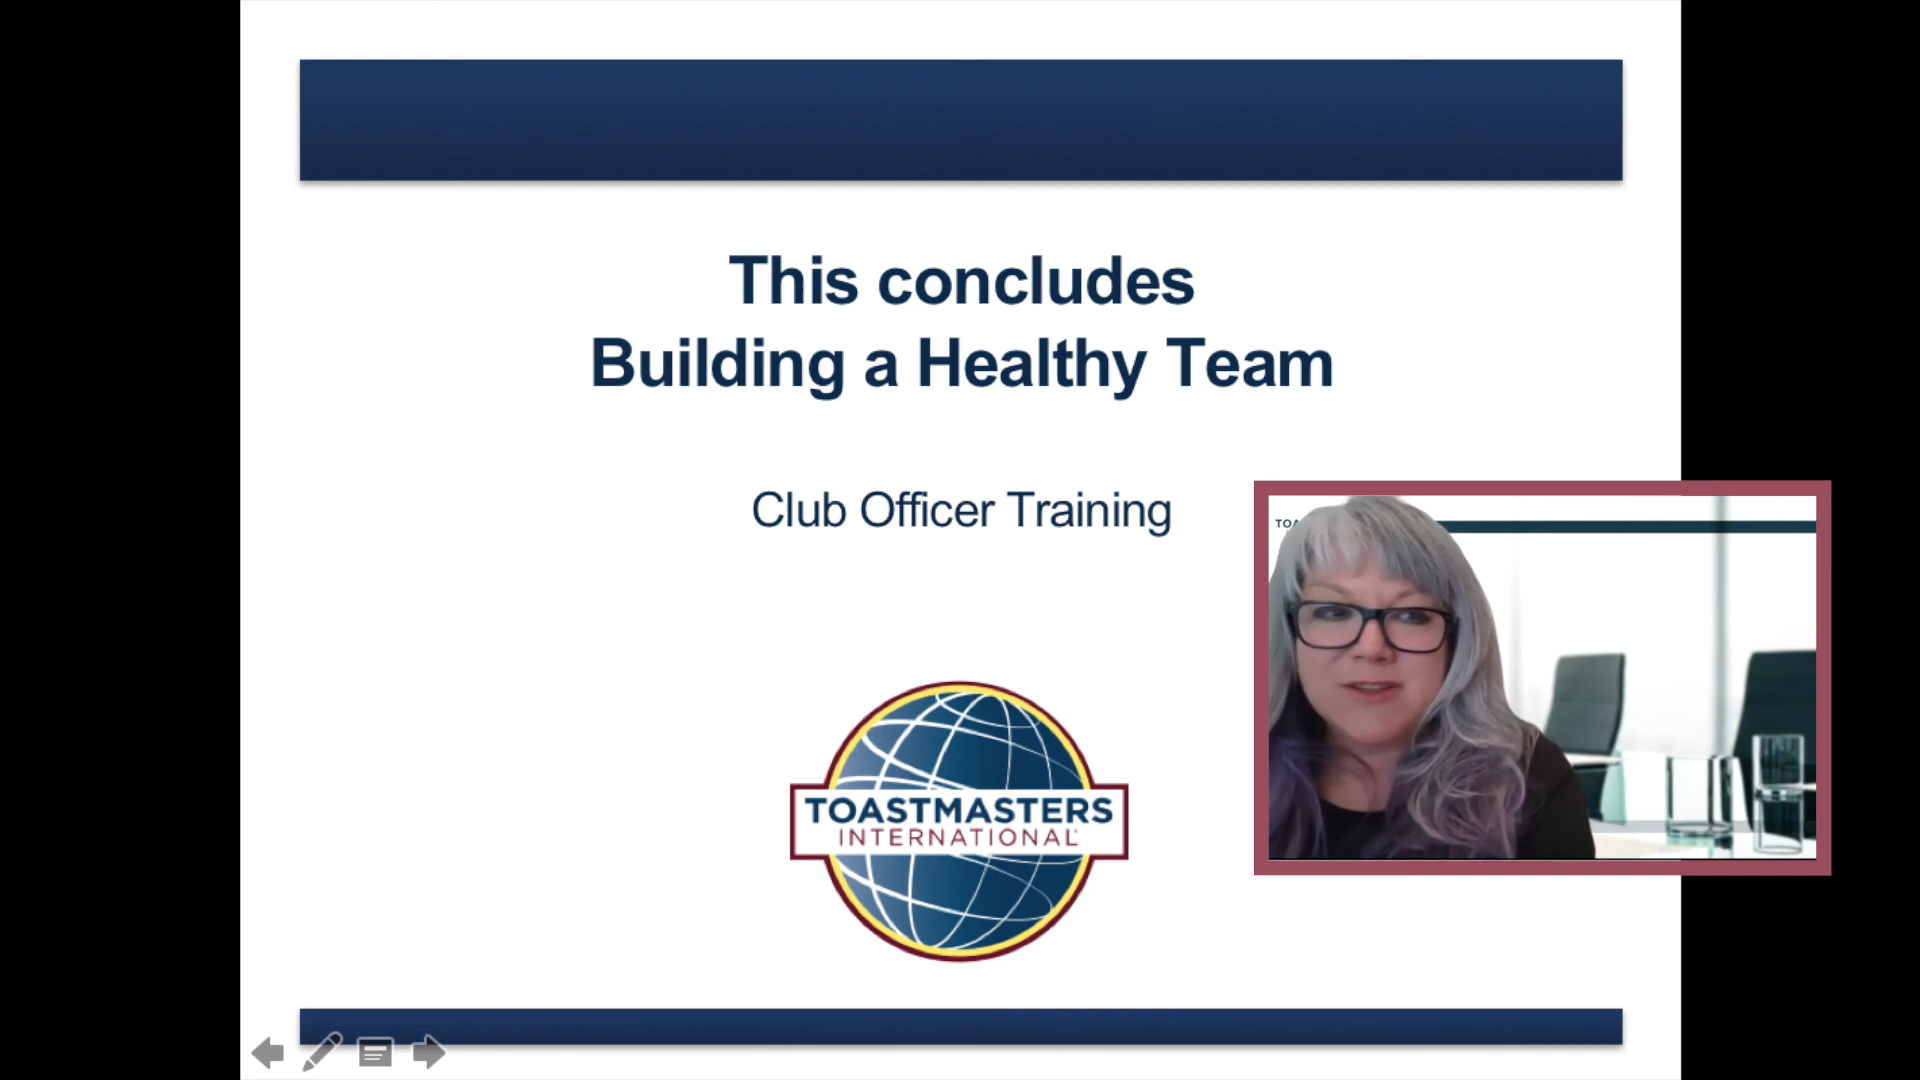 This concludes
Building a Healthy Team
Club Officer Training
TOASTMASTERS
INTERNATIONAL